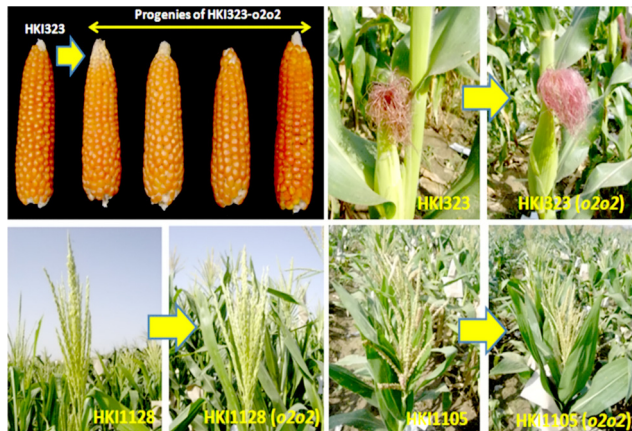 Progenies of HKI323-o2o2
HKI323
HKI323
HKI323 (o2o2)
HKI1128
HKI1128 (o2o2)
HKI1105
HKI1105 (o2o2)